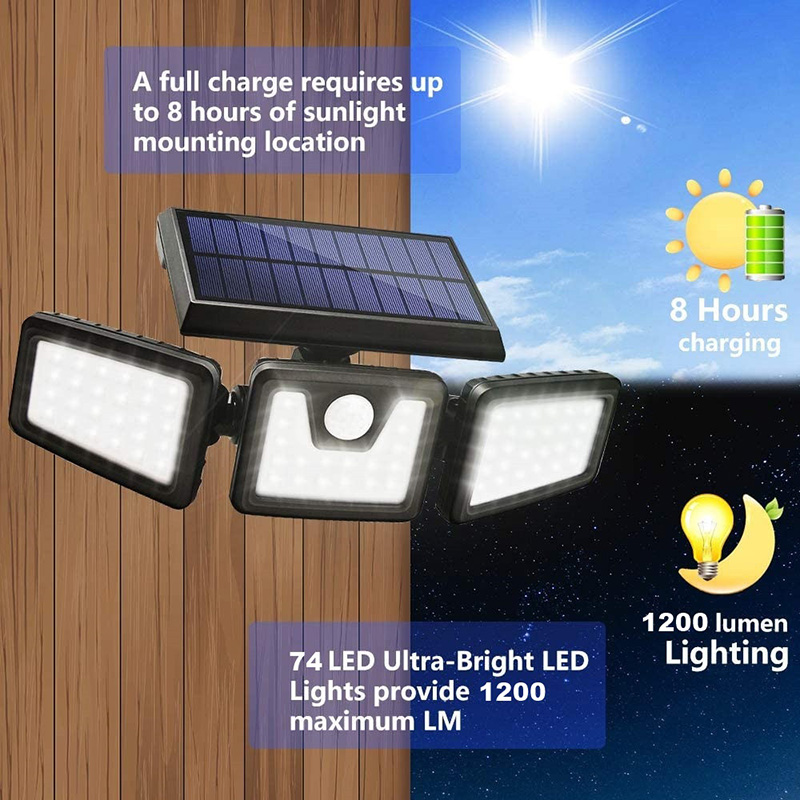 A full charge requires up
to 8 hours of sunlight
mounting location
8 Hours
charging
1200 lumen
Lighting
74 LED Ultra-Bright LED
Lights provide 1200
maximum LM